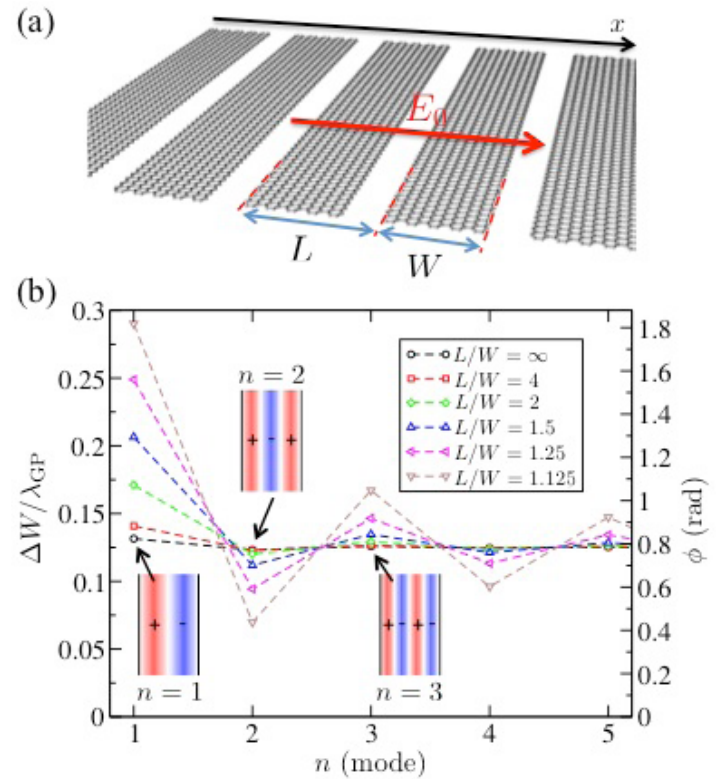 (a)
x
E₀
L
W
(b)
0.3
0.25
0.2
0.15
0.1
0.05
0
ΔW/λGP
n = 2
n = 1
n = 3
+ - +
+ -
+ - + -
L/W = ∞
L/W = 4
L/W = 2
L/W = 1.5
L/W = 1.25
L/W = 1.125
1.8
1.6
1.4
1.2
1
0.8
0.6
0.4
0.2
0
ϕ (rad)
1 2 3 4 5
n (mode)